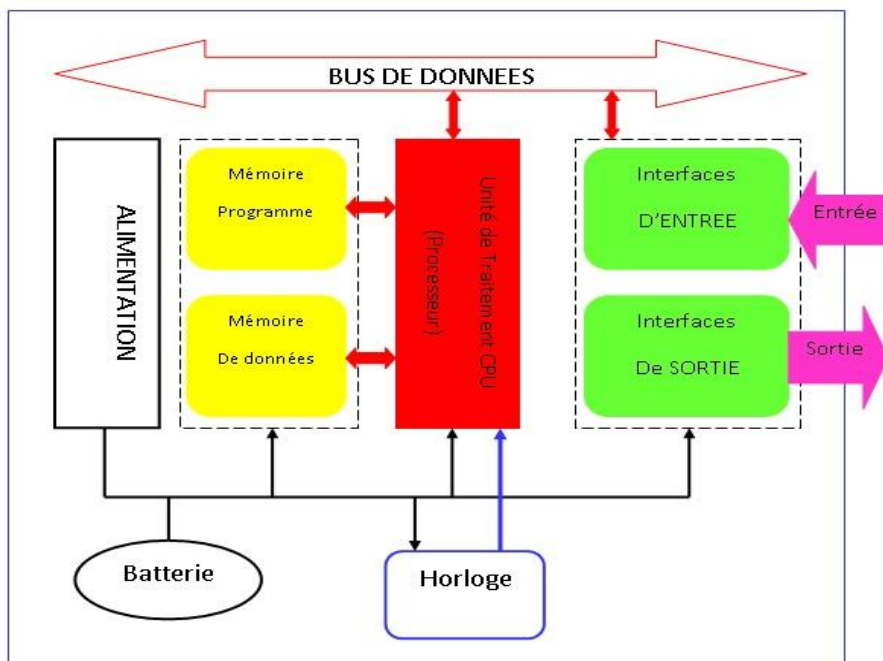 BUS DE DONNEES
ALIMENTATION
Mémoire
Programme
Mémoire
De données
Unité de Traitement CPU
(Processeur)
Interfaces
D'ENTREE
Interfaces
De SORTIE
Entrée
Sortie
Batterie
Horloge